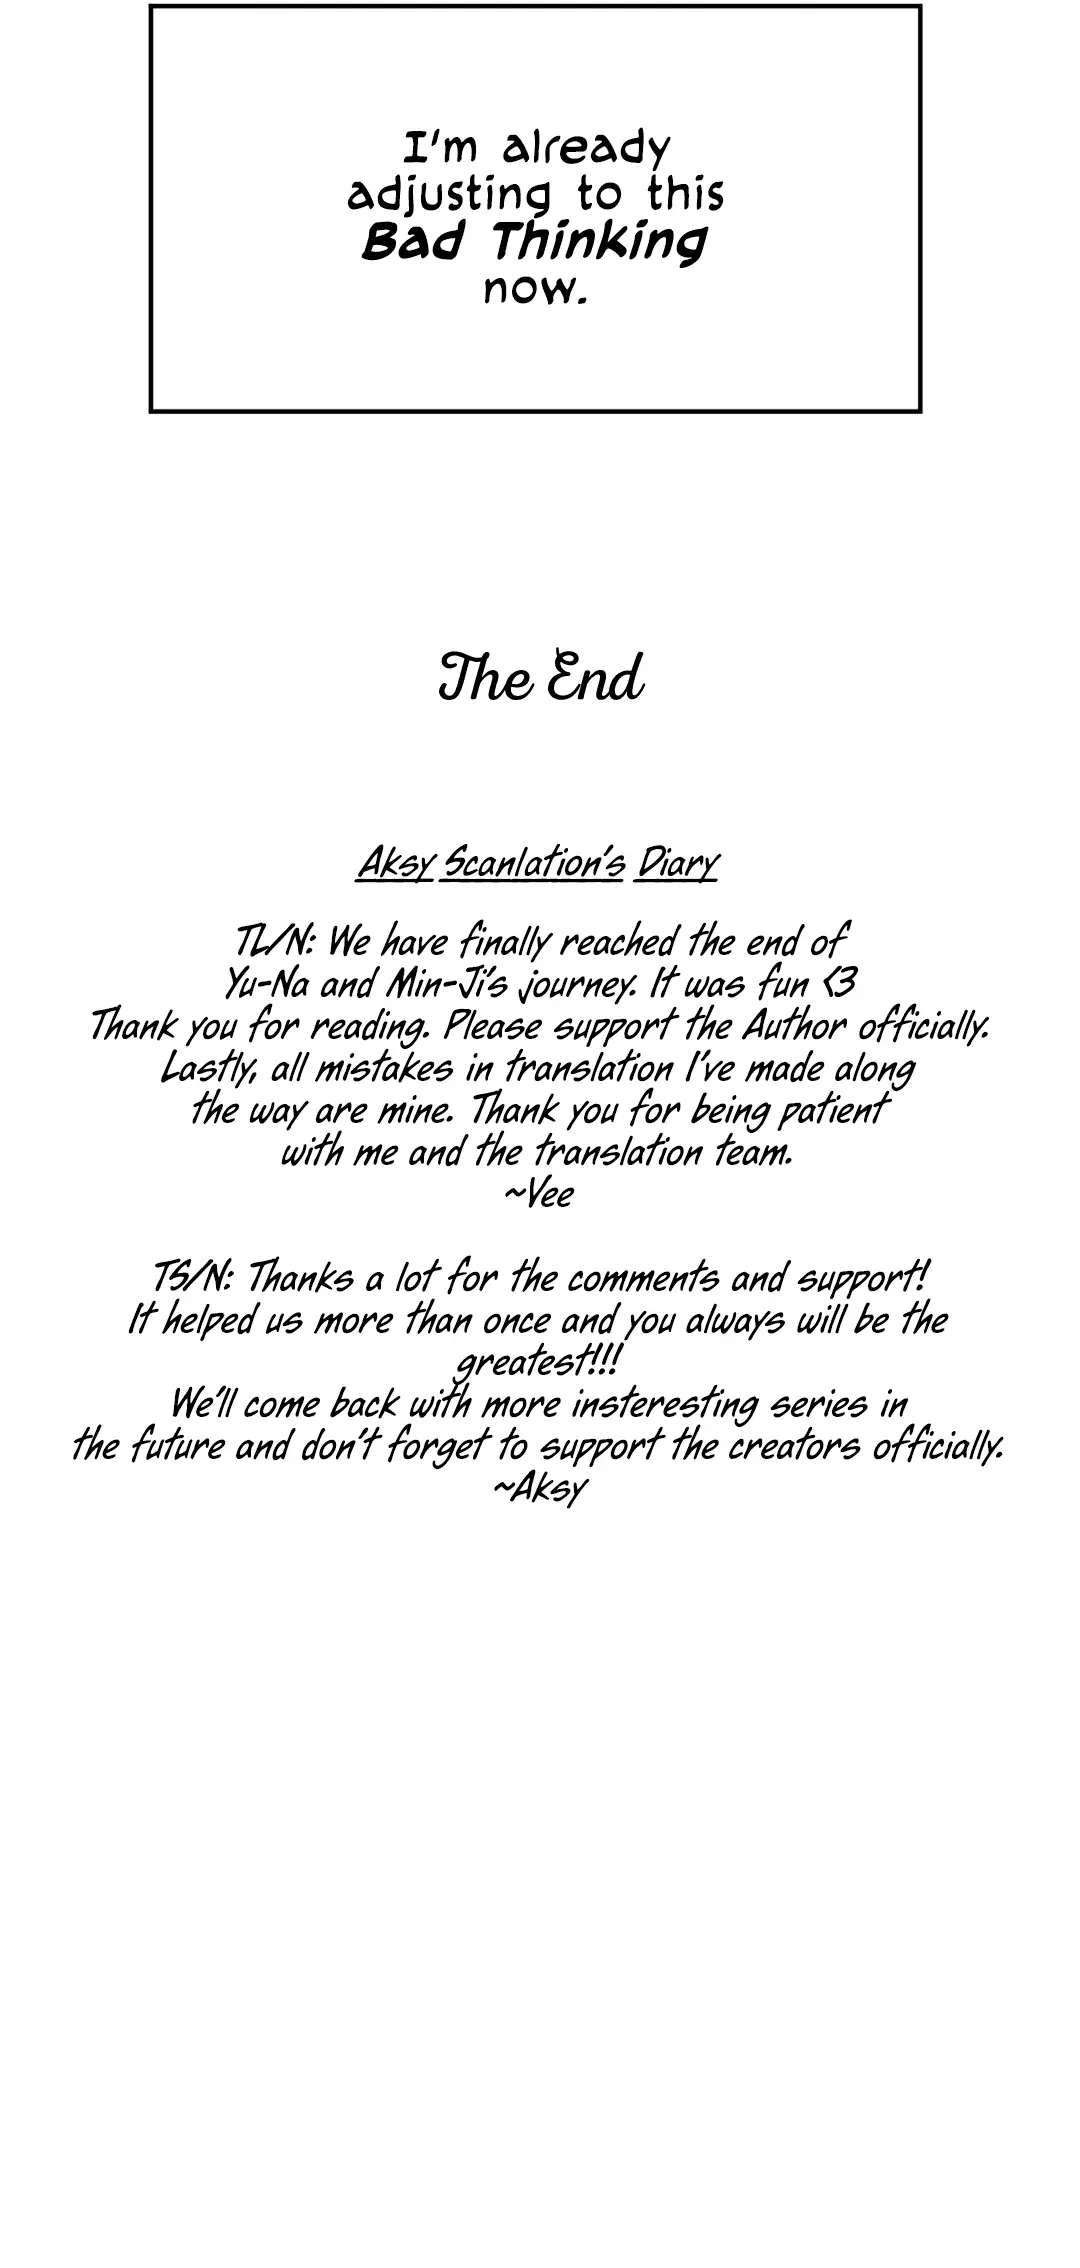 I'm already
adjusting to this
Bad Thinking
now.
The End
Aksy Scanlation's Diary
TL/N: We have finally reached the end of
Yu-Na and Min-Ji's journey. It was fun <3
Thank you for reading. Please support the Author officially.
Lastly, all mistakes in translation I've made along
the way are mine. Thank you for being patient
with me and the translation team.
~Vee
TS/N: Thanks a lot for the comments and support!
It helped us more than once and you always will be the
greatest!!!
We'll come back with more insteresting series in
the future and don't forget to support the creators officially.
~Aksy